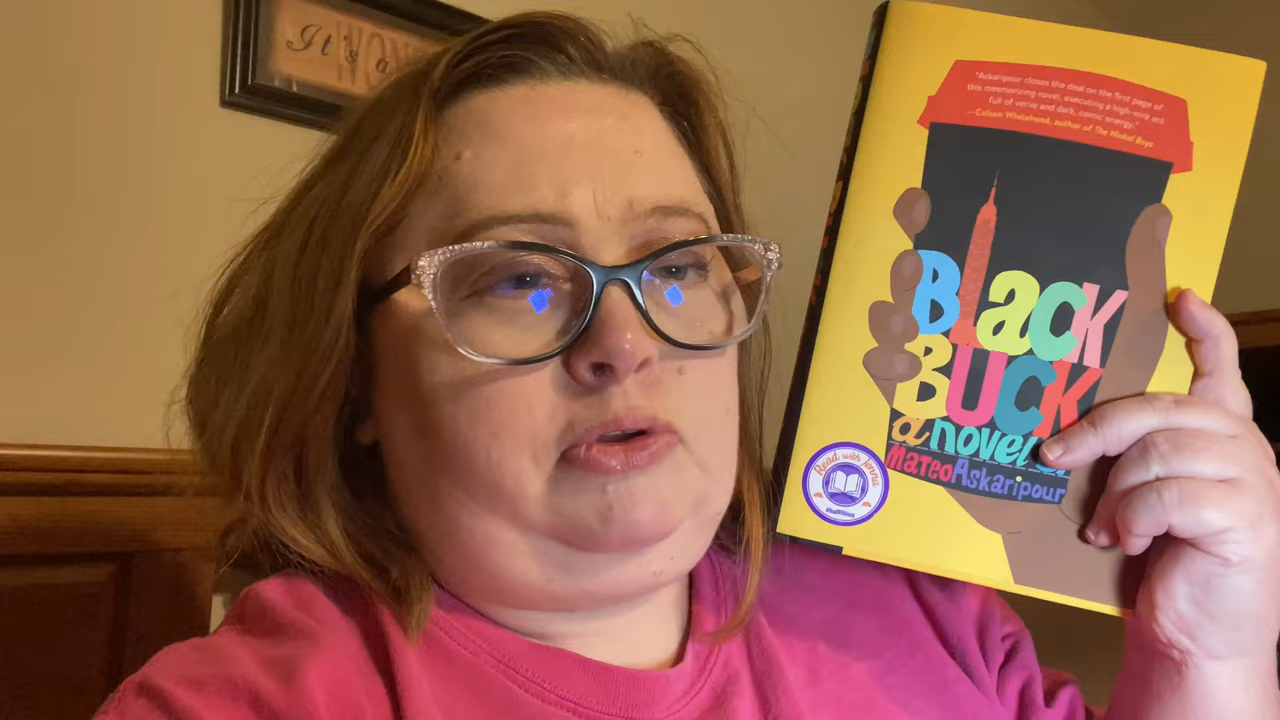 It's a WON
"Askaripour closes the deal on the first page of
this mesmerizing novel, executing a high-wire act
full of verve and dark, comic energy."
—Colson Whitehead, author of The Nickel Boys
Black
BUCK
a novel
Mateo Askaripour
Read with Jenna